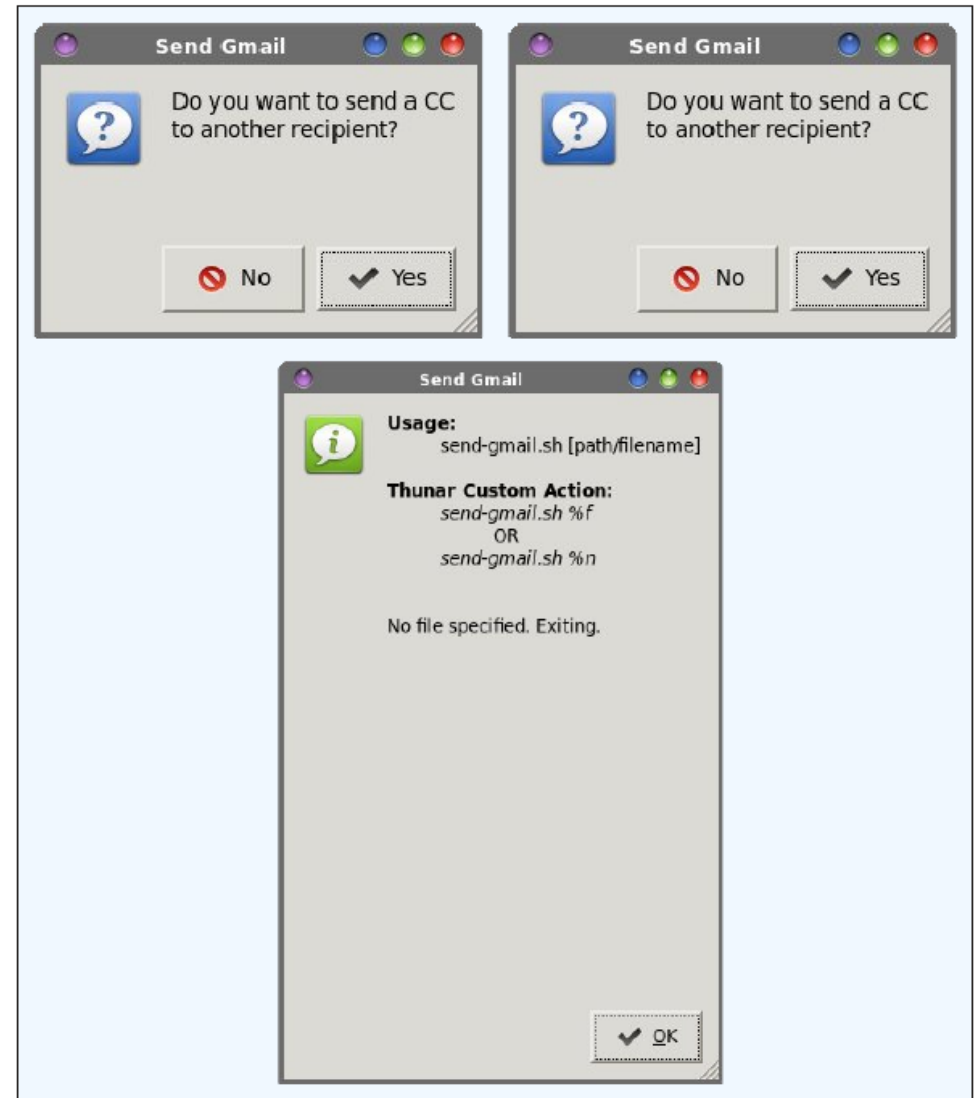 Send Gmail
Do you want to send a CC
to another recipient?
No
Yes
Send Gmail
Do you want to send a CC
to another recipient?
No
Yes
Send Gmail
Usage:
send-gmail.sh [path/filename]
Thunar Custom Action:
send-gmail.sh %f
OR
send-gmail.sh %n
No file specified. Exiting.
OK